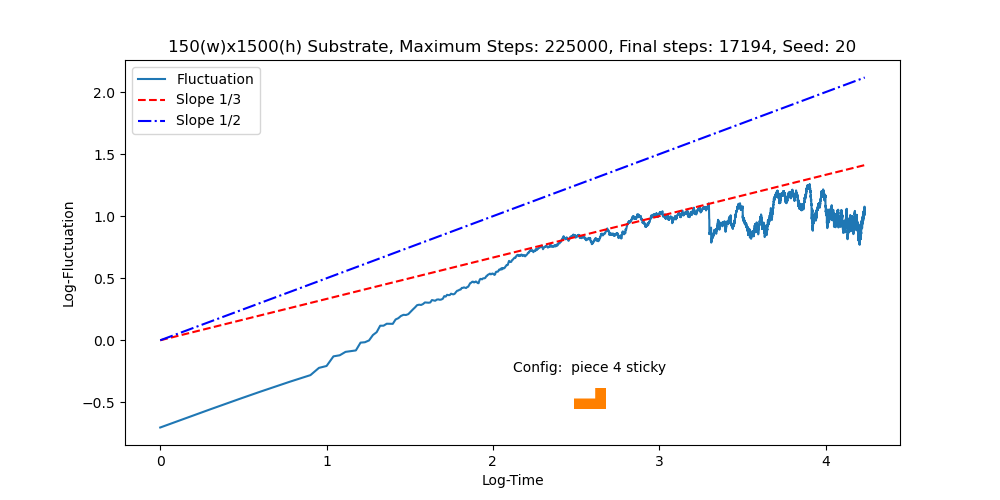 150(w)x1500(h) Substrate, Maximum Steps: 225000, Final steps: 17194, Seed: 20
Fluctuation
Slope 1/3
Slope 1/2
2.0
1.5
1.0
0.5
0.0
−0.5
Log-Fluctuation
Config:  piece 4 sticky
0 1 2 3 4
Log-Time